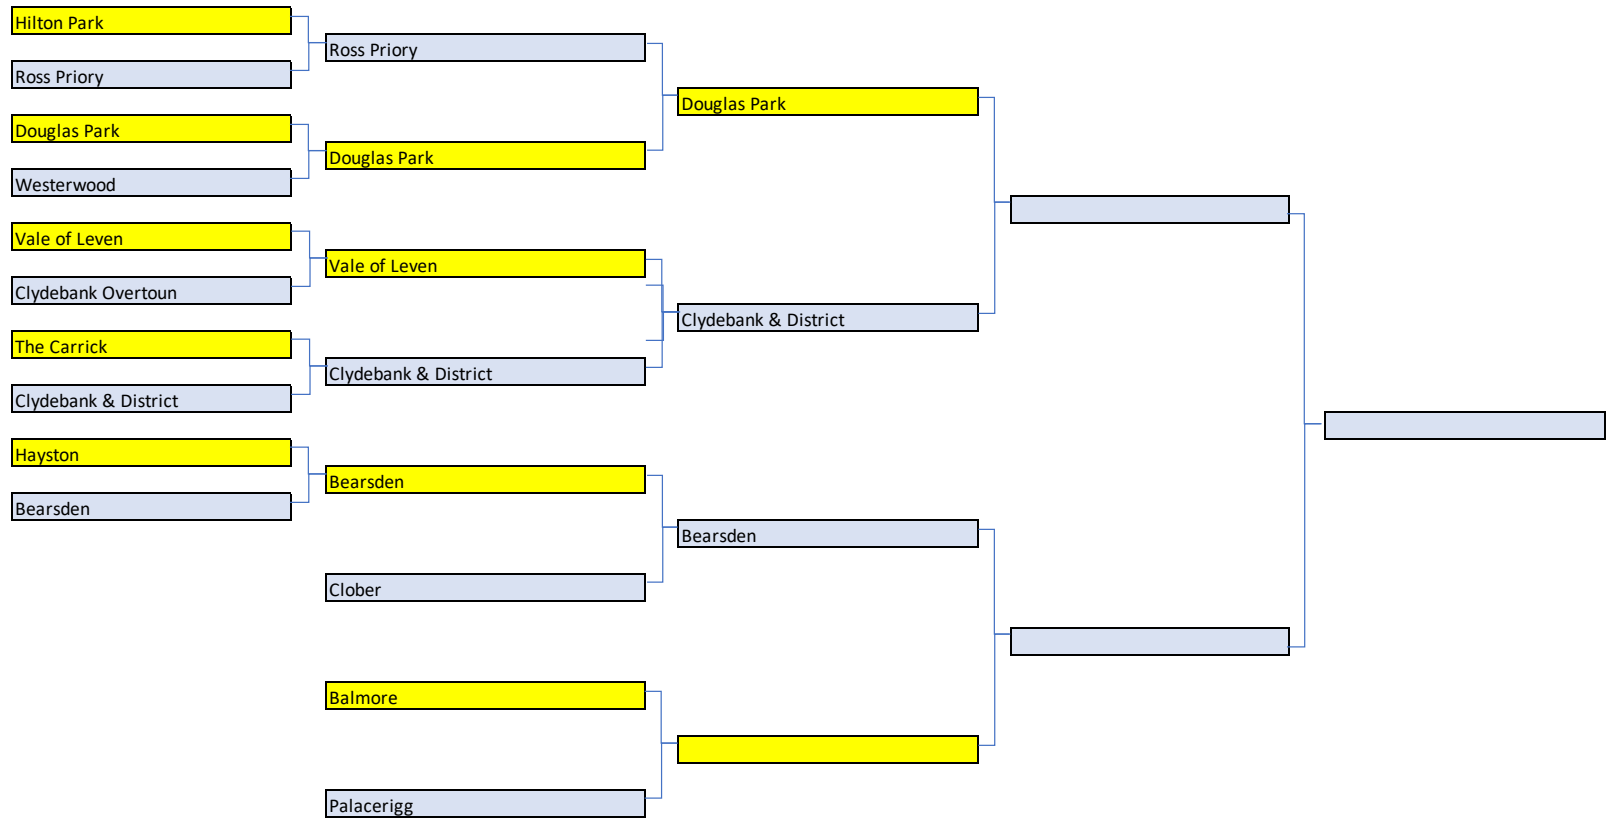 Hilton Park
Ross Priory
Douglas Park
Westerwood
Vale of Leven
Clydebank Overtoun
The Carrick
Clydebank & District
Hayston
Bearsden
Ross Priory
Douglas Park
Vale of Leven
Clydebank & District
Bearsden
Clober
Balmore
Palacerigg
Douglas Park
Clydebank & District
Bearsden